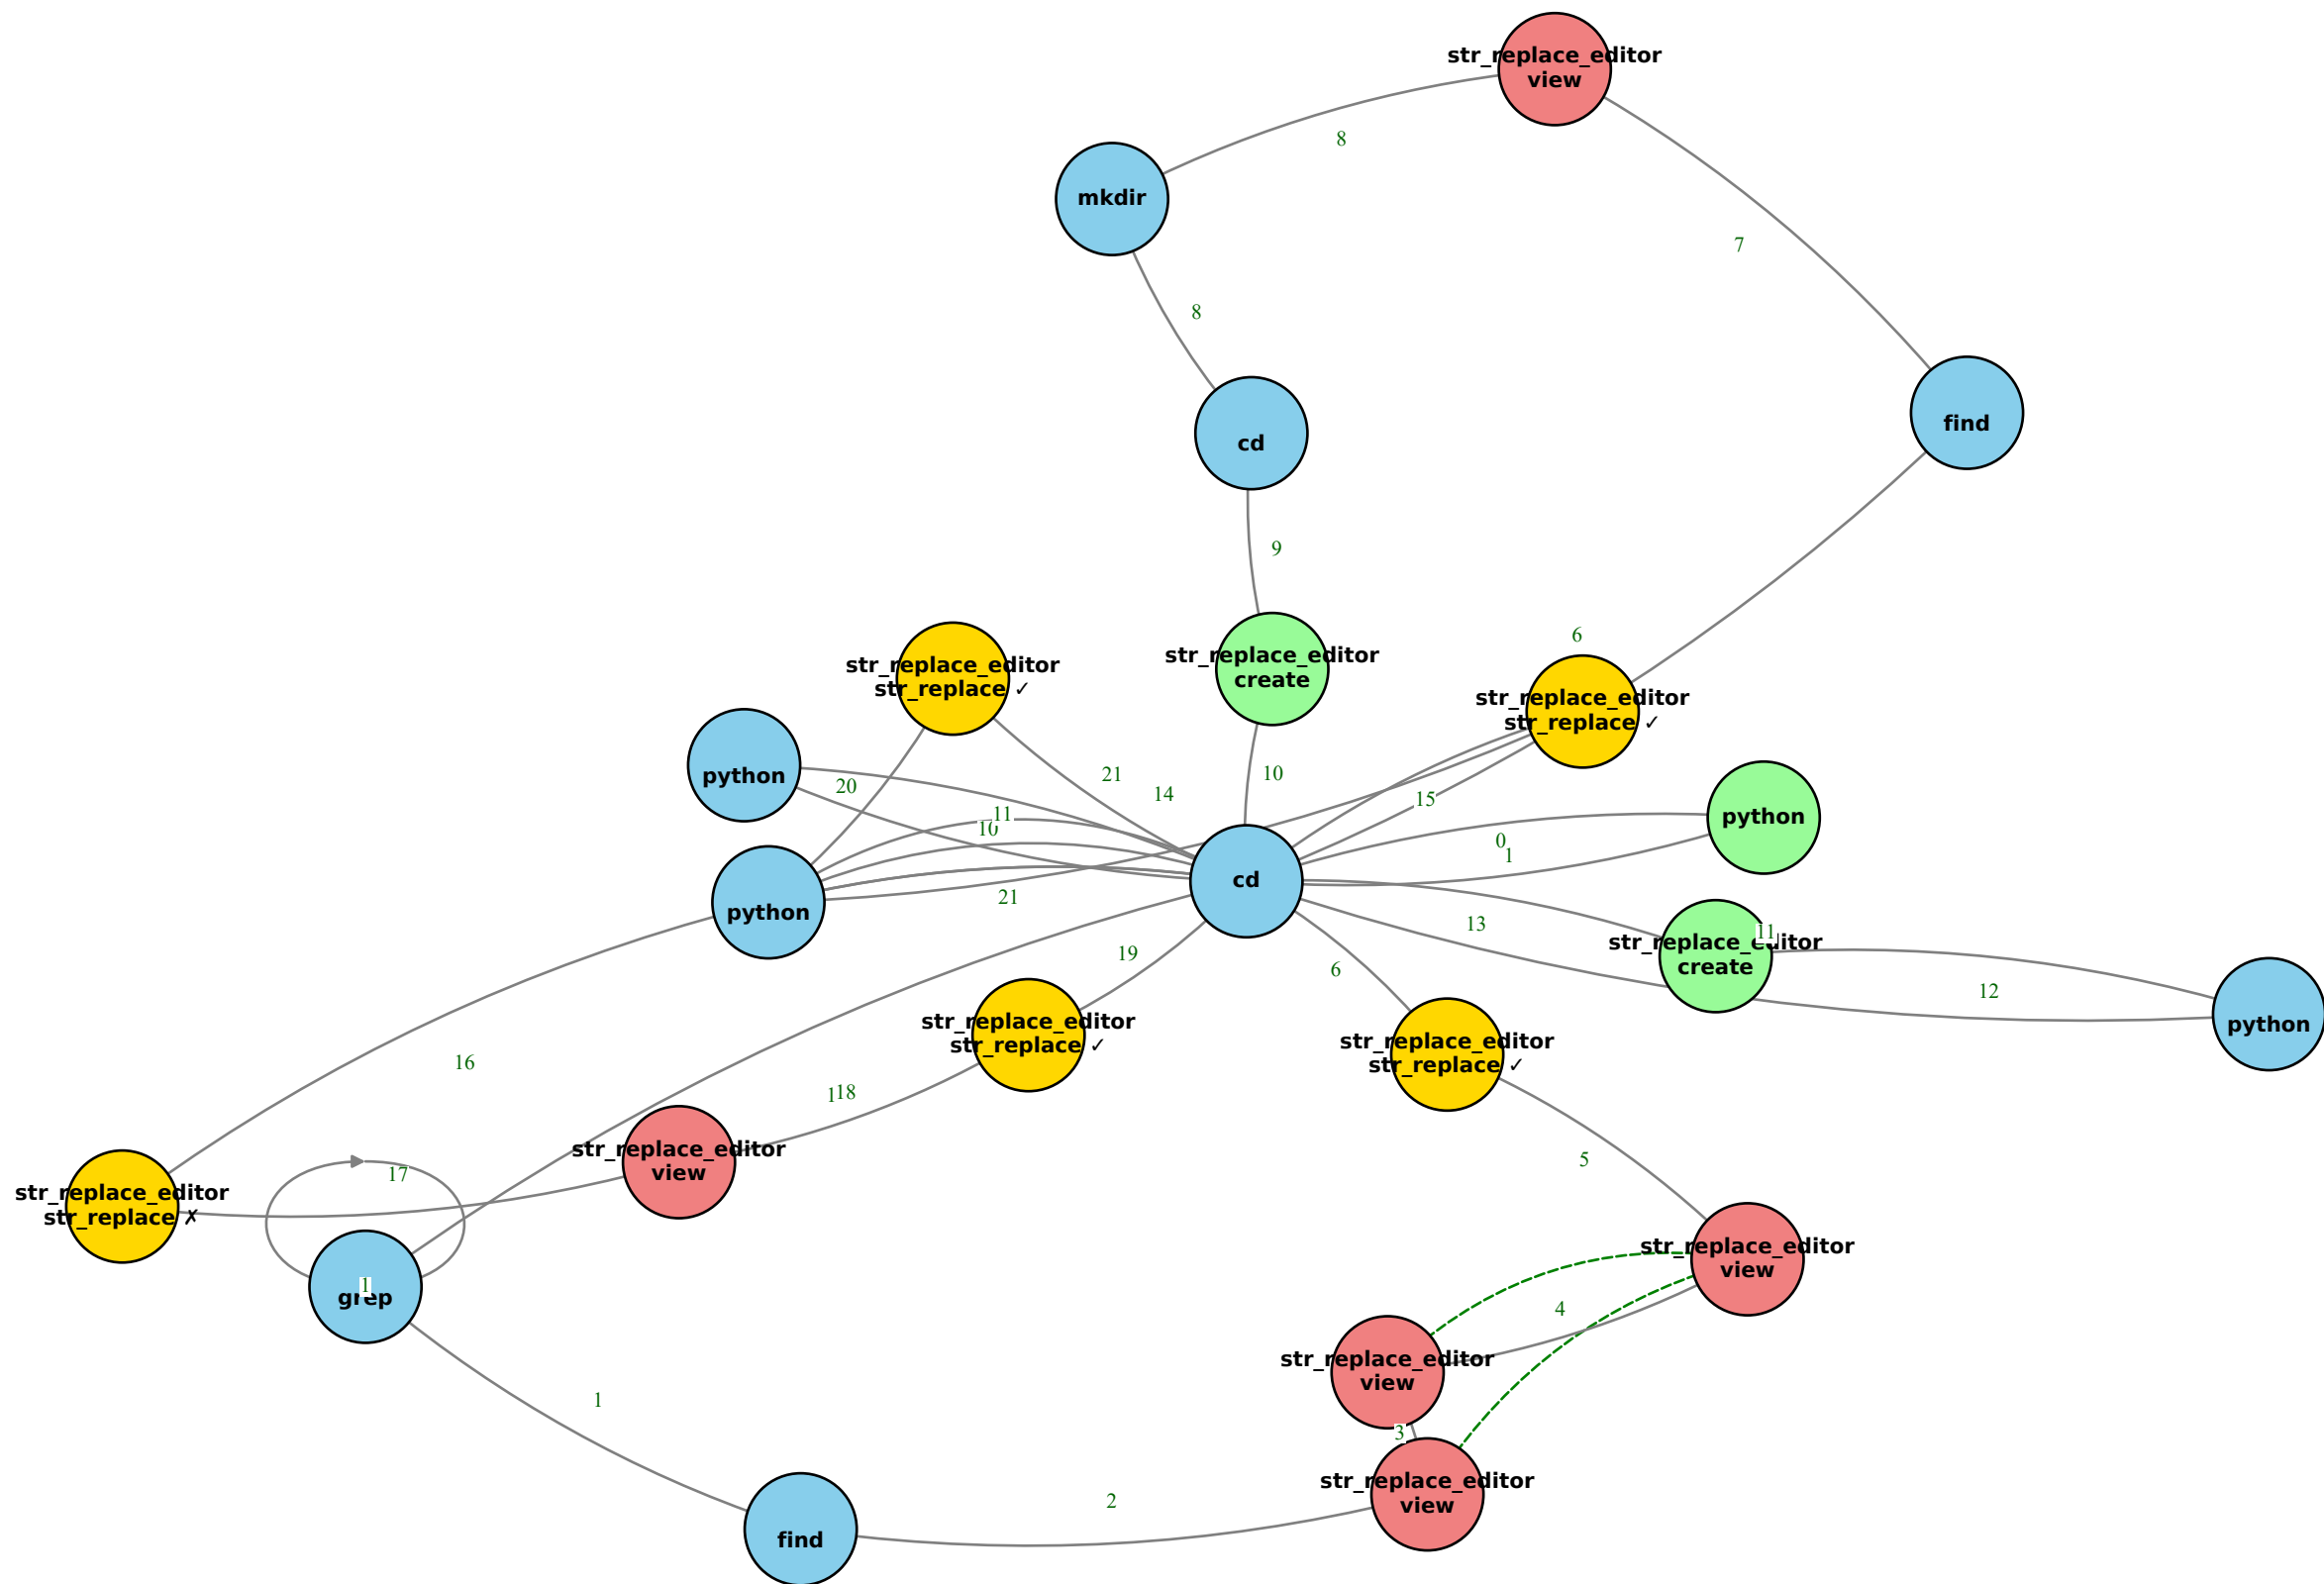 str_replace_editor
view
8
mkdir
7
8
cd
find
9
6
str_replace_editor
create
str_replace_editor
str_replace ✓
str_replace_editor
str_replace ✓
python
20
21
10
14
15
11
10
python
0
1
cd
python
21
13
11
str_replace_editor
create
19
6
12
python
str_replace_editor
str_replace ✓
str_replace_editor
str_replace ✓
16
18
str_replace_editor
view
5
17
str_replace_editor
str_replace ✗
1
grep
str_replace_editor
view
4
str_replace_editor
view
1
3
str_replace_editor
view
2
find